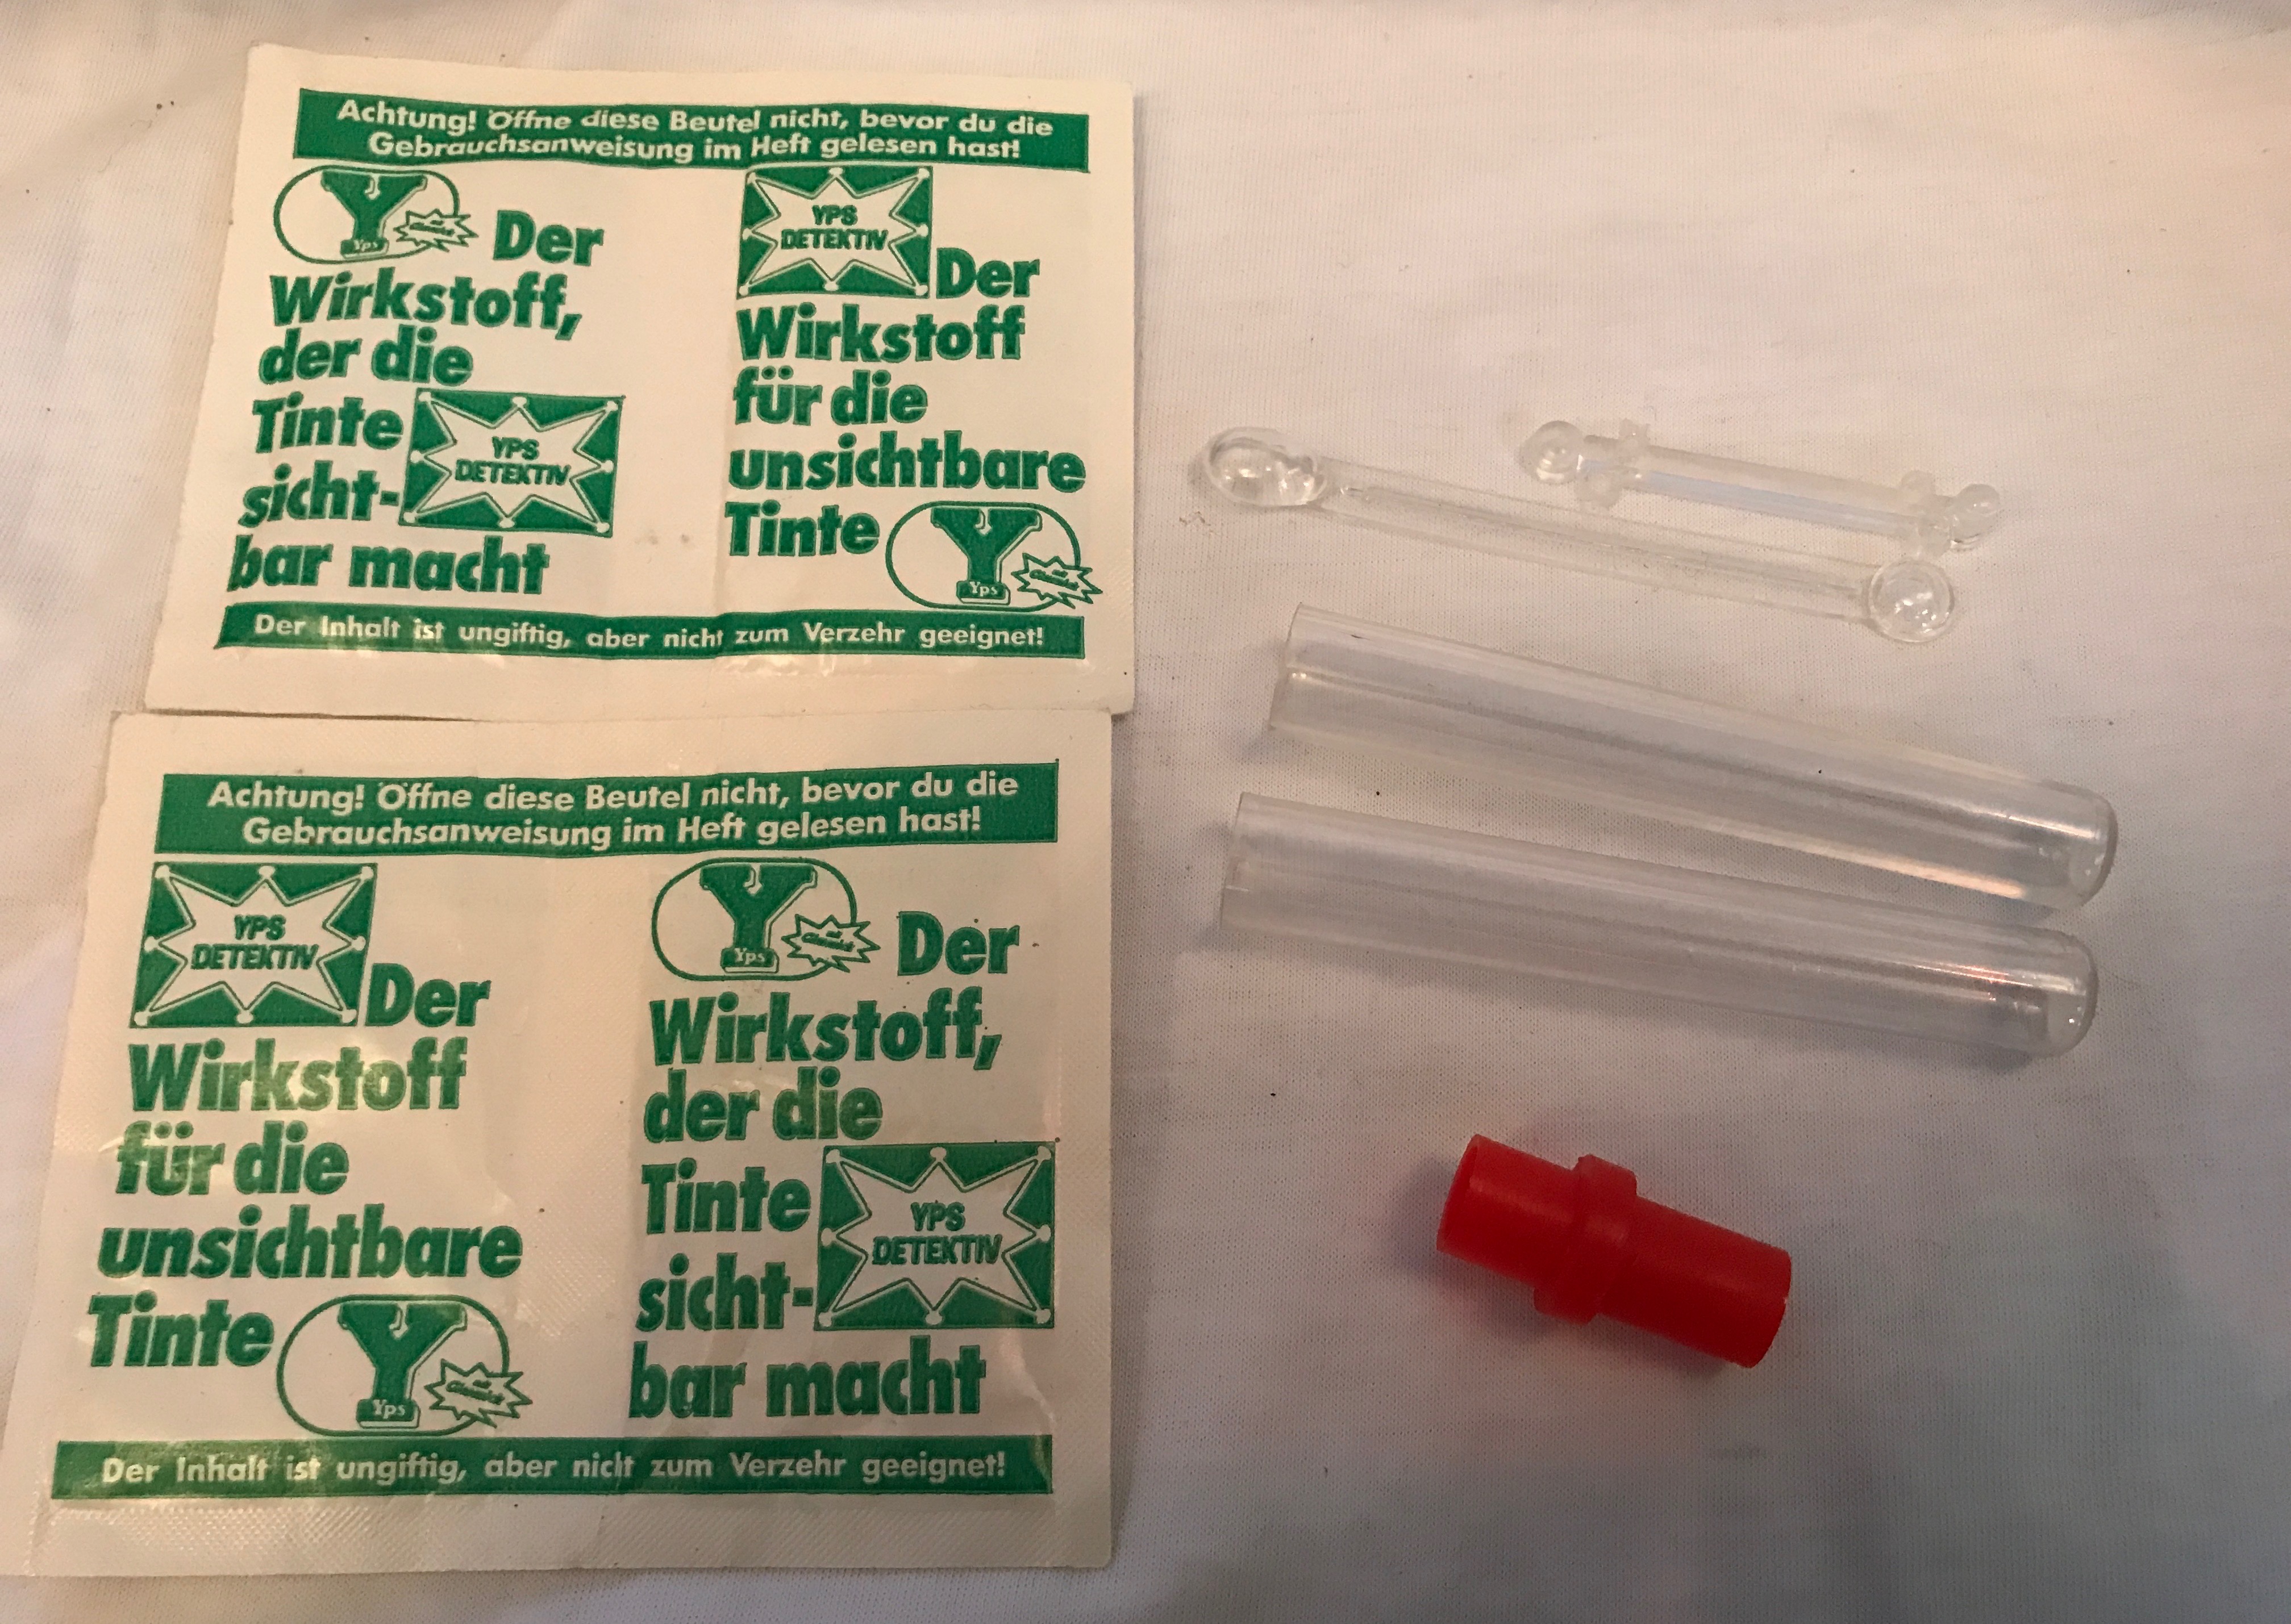 Achtung! Öffne diese Beutel nicht, bevor du die
Gebrauchsanweisung im Heft gelesen hast!
Yps
Der
Wirkstoff,
der die
Tinte
YPS
DETEKTIV
sicht-
bar macht
YPS
DETEKTIV
Der
Wirkstoff
für die
unsichtbare
Tinte
Yps
Der Inhalt ist ungiftig, aber nicht zum Verzehr geeignet!
Achtung! Öffne diese Beutel nicht, bevor du die
Gebrauchsanweisung im Heft gelesen hast!
YPS
DETEKTIV
Der
Wirkstoff
für die
unsichtbare
Tinte
Yps
Yps
Der
Wirkstoff,
der die
Tinte
YPS
DETEKTIV
sicht-
bar macht
Der Inhalt ist ungiftig, aber nicht zum Verzehr geeignet!